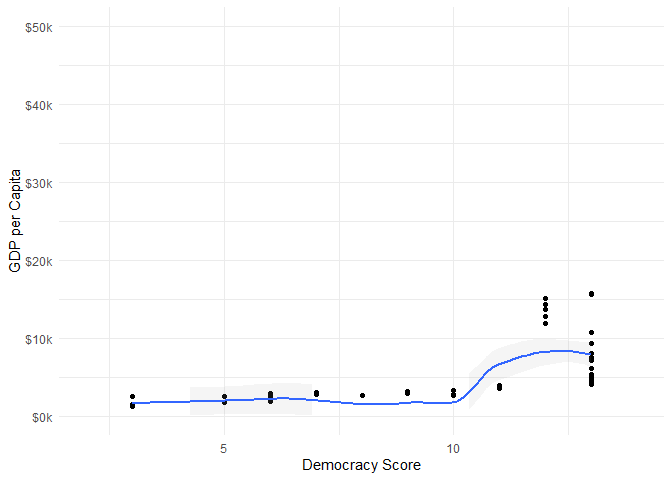 $50k
$40k
$30k
$20k
$10k
$0k
GDP per Capita
5
10
Democracy Score